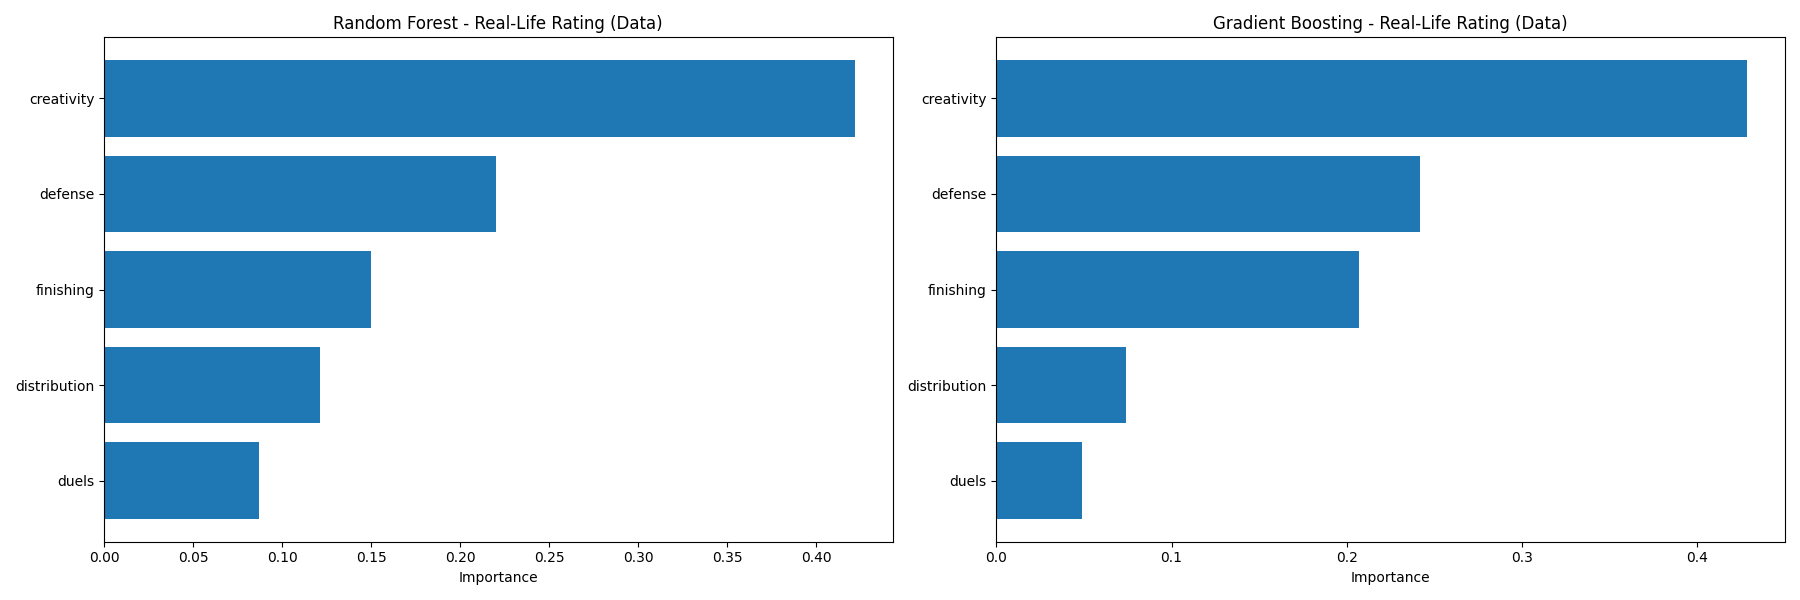 Random Forest - Real-Life Rating (Data)
creativity
defense
finishing
distribution
duels
0.00 0.05 0.10 0.15 0.20 0.25 0.30 0.35 0.40
Importance
Gradient Boosting - Real-Life Rating (Data)
creativity
defense
finishing
distribution
duels
0.0 0.1 0.2 0.3 0.4
Importance